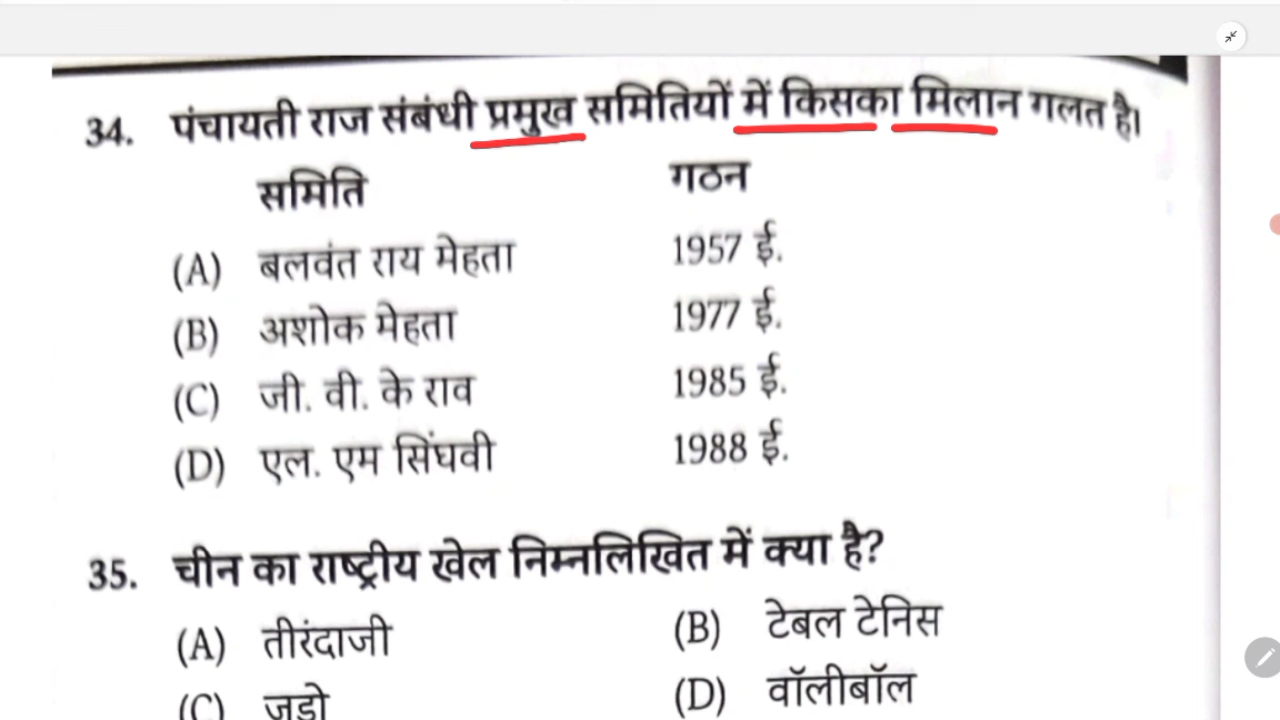 34. पंचायती राज संबंधी प्रमुख समितियों में किसका मिलान गलत है।
समिति गठन
(A) बलवंत राय मेहता 1957 ई.
(B) अशोक मेहता 1977 ई.
(C) जी. वी. के राव 1985 ई.
(D) एल. एम सिंघवी 1988 ई.
35. चीन का राष्ट्रीय खेल निम्नलिखित में क्या है?
(A) तीरंदाजी (B) टेबल टेनिस
(C) जूडो (D) वॉलीबॉल